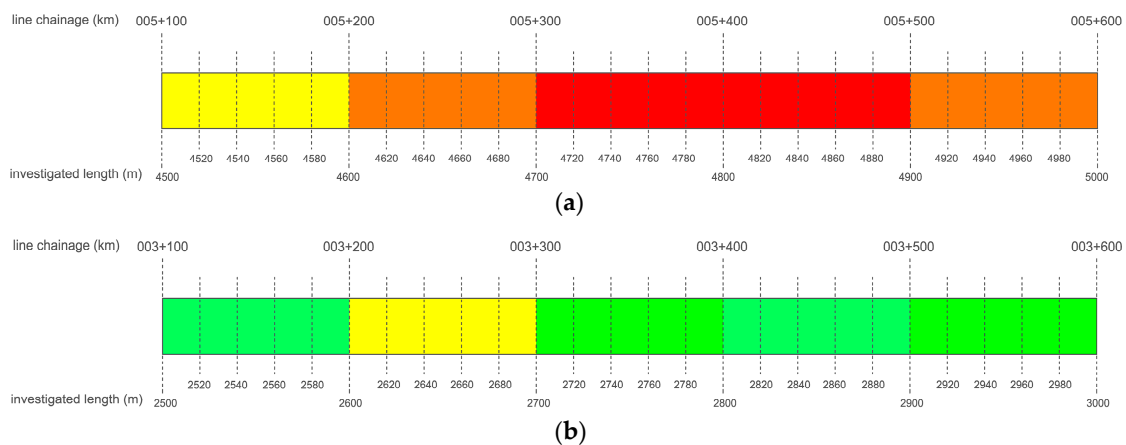 line chainage (km) 005+100 005+200 005+300 005+400 005+500 005+600
4520 4540 4560 4580 4620 4640 4660 4680 4720 4740 4760 4780 4820 4840 4860 4880 4920 4940 4960 4980
investigated length (m) 4500 4600 4700 4800 4900 5000
(a)
line chainage (km) 003+100 003+200 003+300 003+400 003+500 003+600
2520 2540 2560 2580 2620 2640 2660 2680 2720 2740 2760 2780 2820 2840 2860 2880 2920 2940 2960 2980
investigated length (m) 2500 2600 2700 2800 2900 3000
(b)